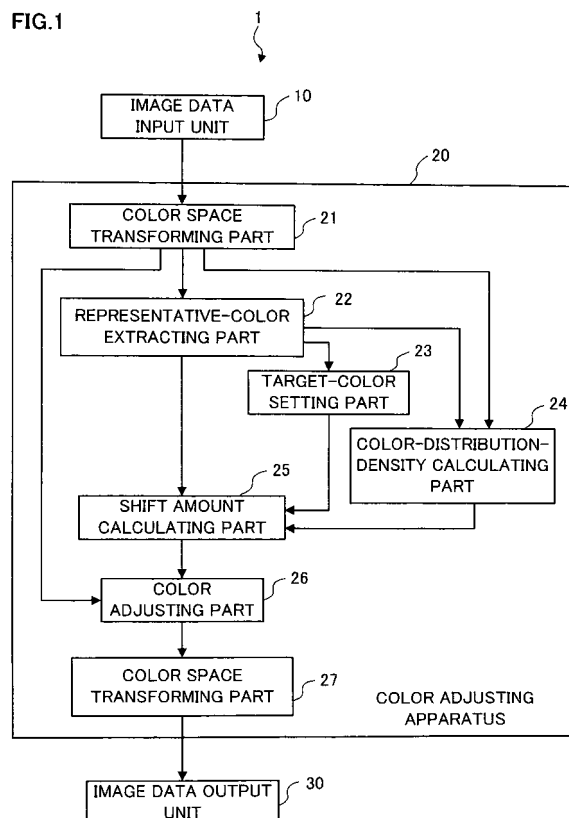 FIG.1
1
IMAGE DATA
INPUT UNIT
10
20
COLOR SPACE
TRANSFORMING PART
21
REPRESENTATIVE-COLOR
EXTRACTING PART
22
23
TARGET-COLOR
SETTING PART
24
COLOR-DISTRIBUTION-
DENSITY CALCULATING
PART
25
SHIFT AMOUNT
CALCULATING PART
26
COLOR
ADJUSTING PART
COLOR SPACE
TRANSFORMING PART
27
COLOR ADJUSTING
APPARATUS
IMAGE DATA OUTPUT
UNIT
30